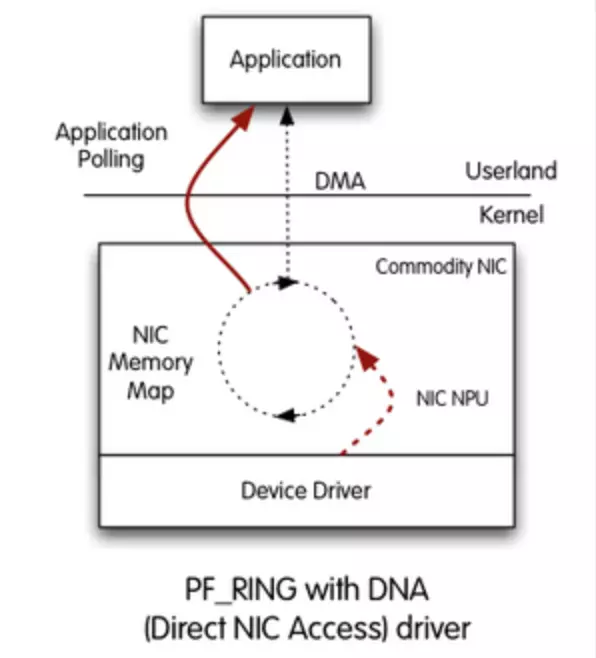 Application
Application
Polling
DMA
Userland
Kernel
Commodity NIC
NIC
Memory
Map
NIC NPU
Device Driver
PF_RING with DNA
(Direct NIC Access) driver